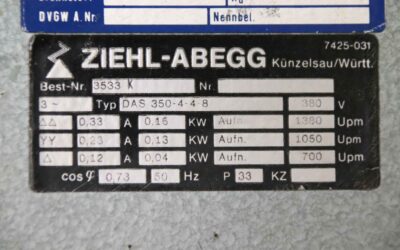 DVGW A.Nr.
Nennbel.
7425-031
ZIEHL-ABEGG Künzelsau/Württ.
Best-Nr. 3533 K Nr.
3 ~ Typ DAS 350-4-4-8 380 V
ΔΔ 0,33 A 0,16 KW Aufn. 1380 Upm
YY 0,23 A 0,13 KW Aufn. 1050 Upm
Δ 0,12 A 0,04 KW Aufn. 700 Upm
cos φ 0,73 50 Hz P 33 KZ